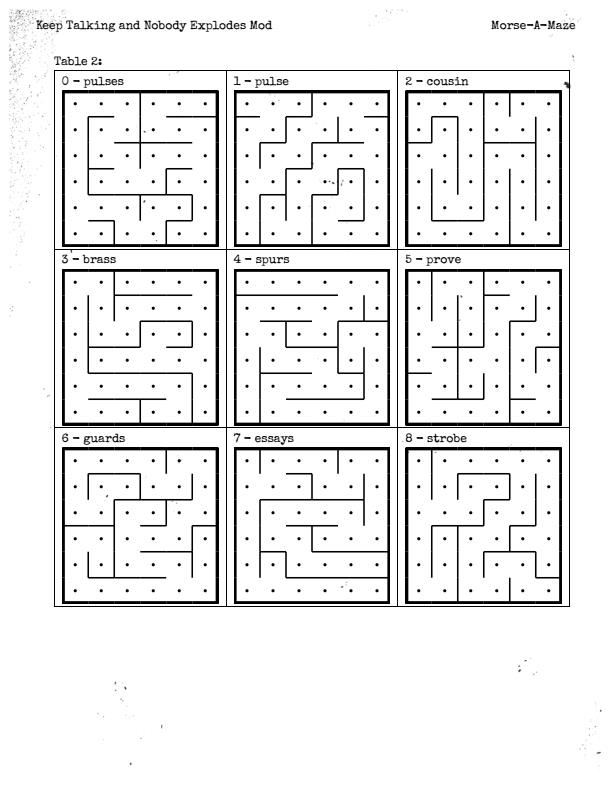 Keep Talking and Nobody Explodes Mod Morse-A-Maze
Table 2:
0 - pulses 1 - pulse 2 - cousin
3 - brass 4 - spurs 5 - prove
6 - guards 7 - essays 8 - strobe